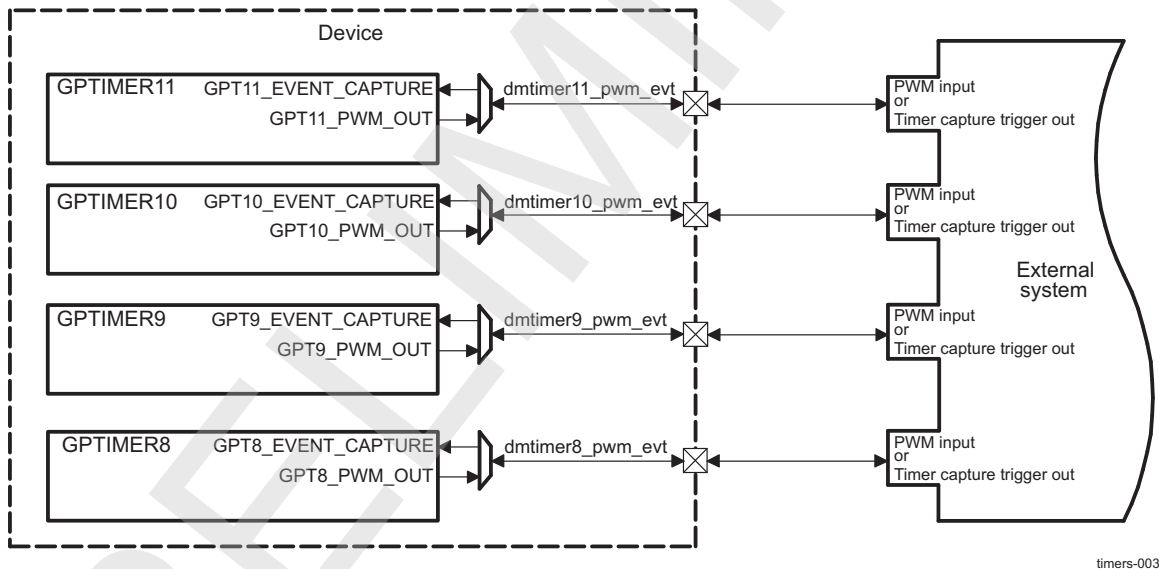 Device
GPTIMER11 GPT11_EVENT_CAPTURE
GPT11_PWM_OUT
dmtimer11_pwm_evt
PWM input
or
Timer capture trigger out
GPTIMER10 GPT10_EVENT_CAPTURE
GPT10_PWM_OUT
dmtimer10_pwm_evt
PWM input
or
Timer capture trigger out
External
system
GPTIMER9 GPT9_EVENT_CAPTURE
GPT9_PWM_OUT
dmtimer9_pwm_evt
PWM input
or
Timer capture trigger out
GPTIMER8 GPT8_EVENT_CAPTURE
GPT8_PWM_OUT
dmtimer8_pwm_evt
PWM input
or
Timer capture trigger out
timers-003